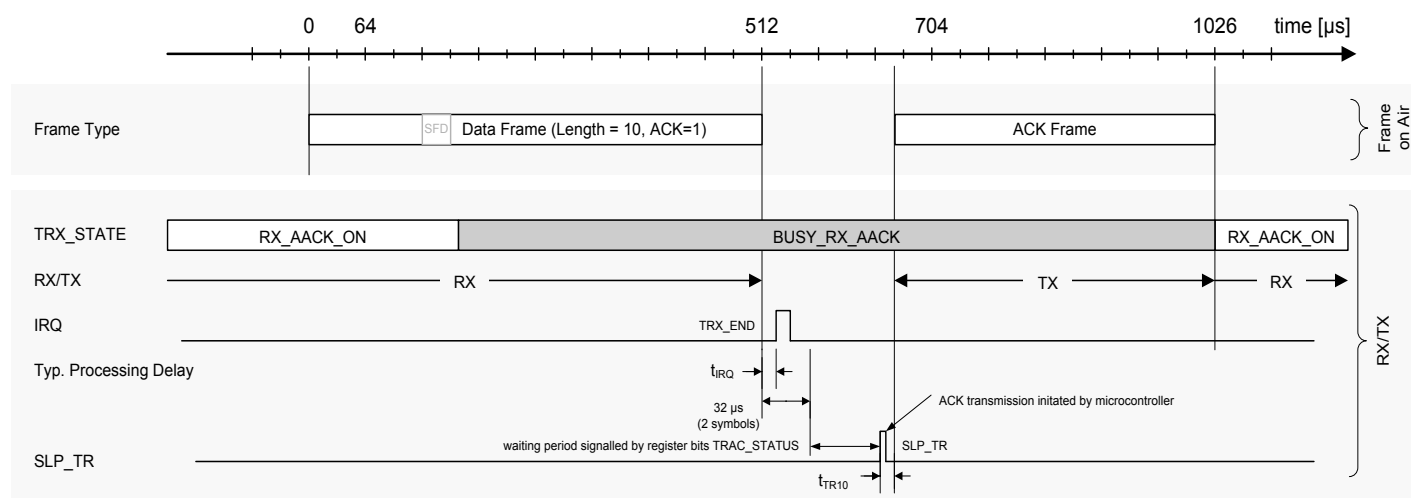 0 64 512 704 1026 time [µs]
Frame Type
SFD
Data Frame (Length = 10, ACK=1)
ACK Frame
Frame
on Air
TRX_STATE
RX_AACK_ON
BUSY_RX_AACK
RX_AACK_ON
RX/TX
RX
TX
RX
IRQ
TRX_END
RX/TX
Typ. Processing Delay
tIRQ
32 µs
(2 symbols)
ACK transmission initated by microcontroller
waiting period signalled by register bits TRAC_STATUS
SLP_TR
SLP_TR
tTR10